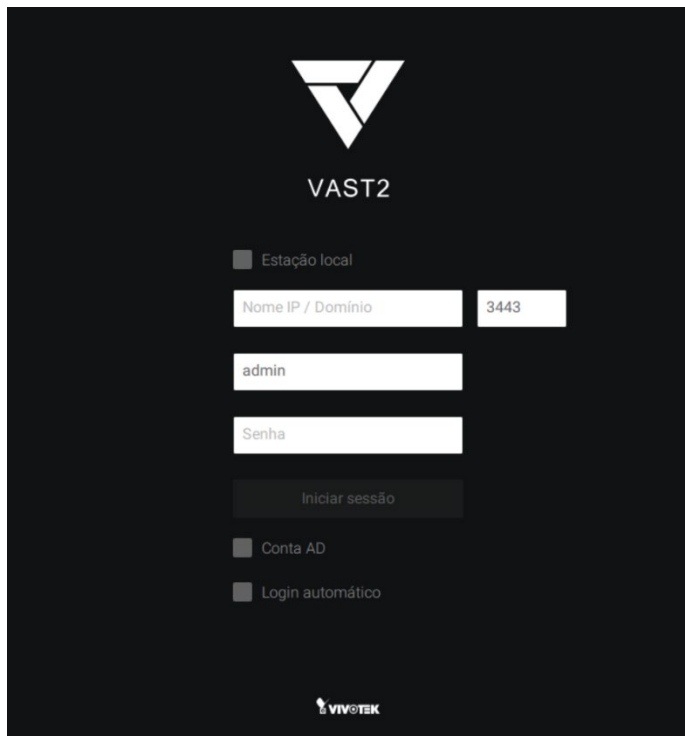 VAST2
Estação local
Nome IP / Domínio 3443
admin
Senha
Iniciar sessão
Conta AD
Login automático
VIVOTEK